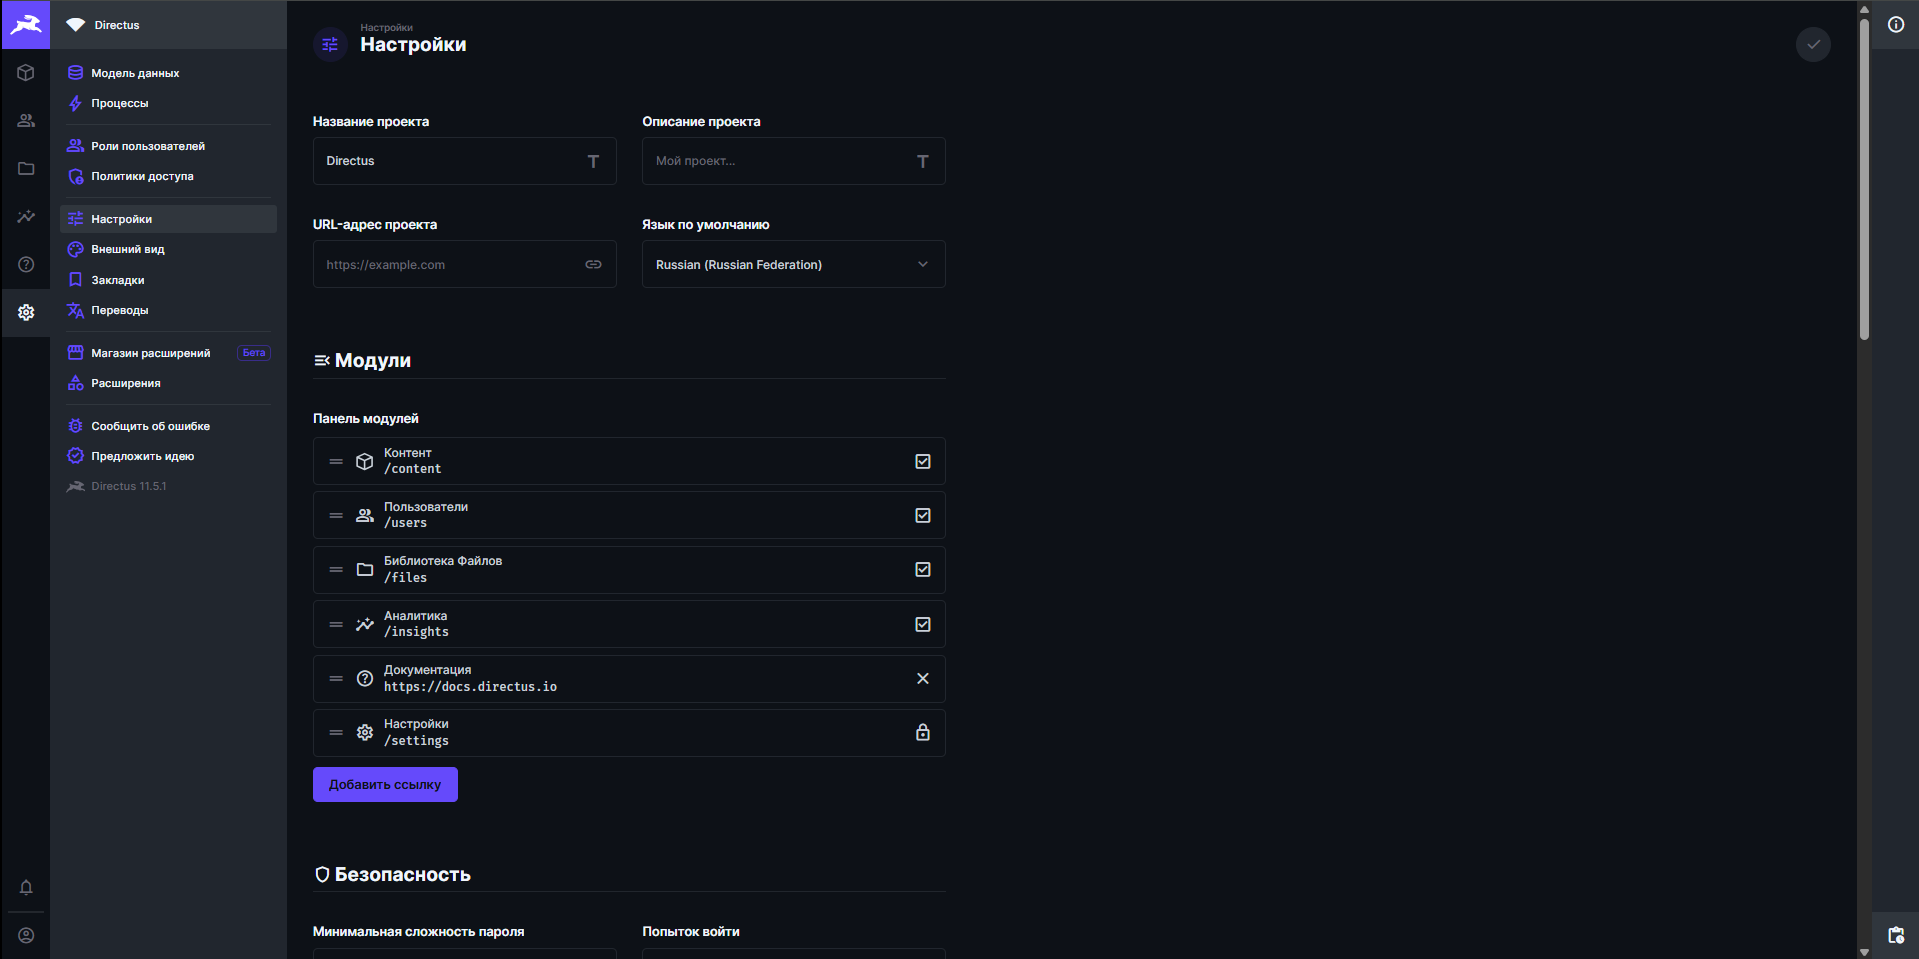 Directus
Модель данных
Процессы
Роли пользователей
Политики доступа
Настройки
Внешний вид
Закладки
Переводы
Магазин расширений
Бета
Расширения
Сообщить об ошибке
Предложить идею
Directus 11.5.1
Настройки
Настройки
Название проекта
Описание проекта
Directus
Мой проект...
URL-адрес проекта
Язык по умолчанию
https://example.com
Russian (Russian Federation)
Модули
Панель модулей
Контент
/content
Пользователи
/users
Библиотека Файлов
/files
Аналитика
/insights
Документация
https://docs.directus.io
Настройки
/settings
Добавить ссылку
Безопасность
Минимальная сложность пароля
Попыток войти